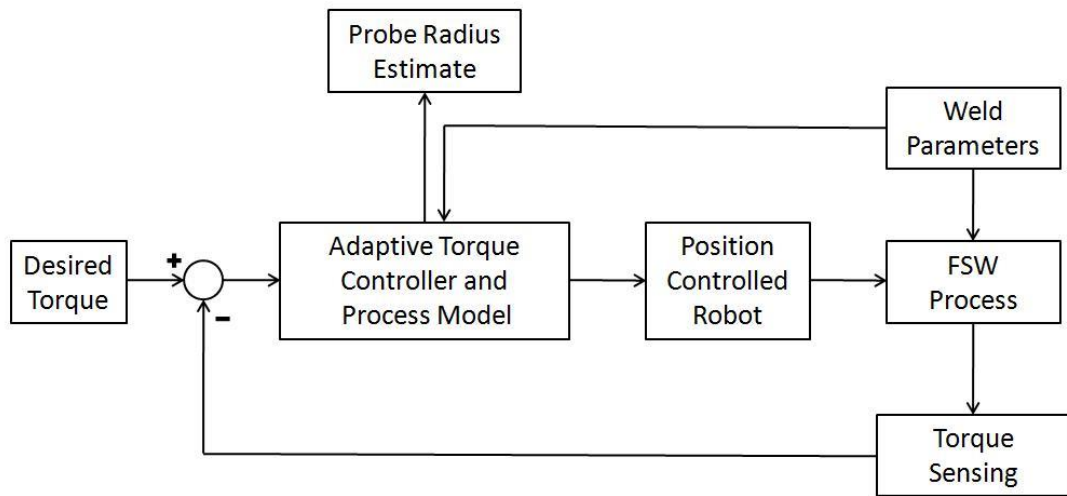 Probe Radius
Estimate
Weld
Parameters
Desired
Torque
+
−
Adaptive Torque
Controller and
Process Model
Position
Controlled
Robot
FSW
Process
Torque
Sensing